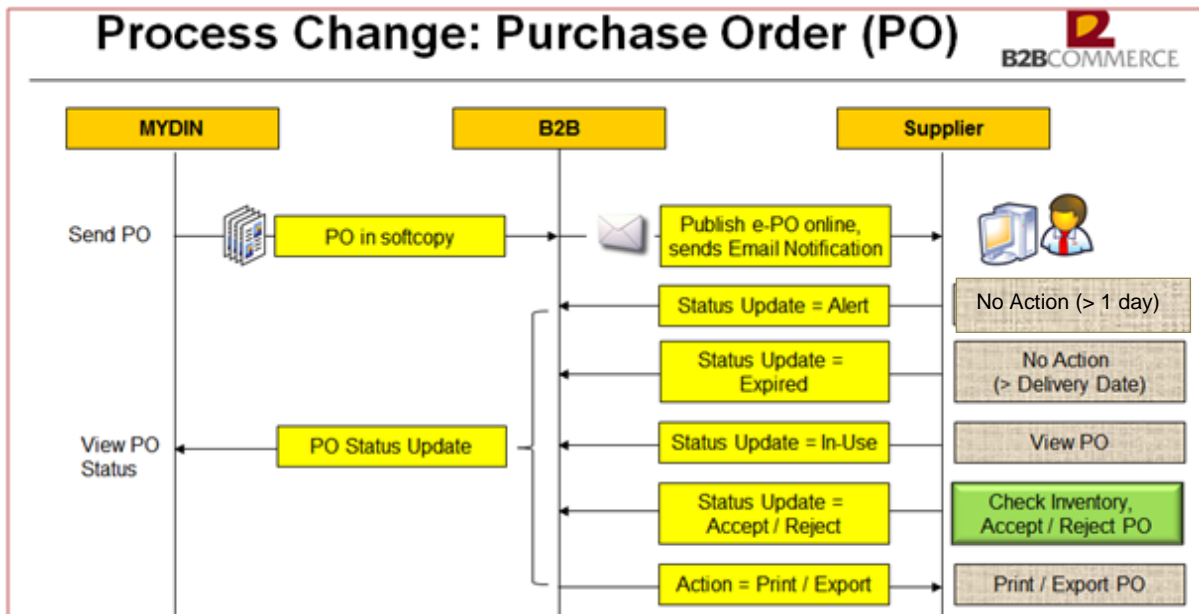 Process Change: Purchase Order (PO)
B2BCOMMERCE
MYDIN
B2B
Supplier
Send PO
PO in softcopy
Publish e-PO online,
sends Email Notification
Status Update = Alert
No Action (> 1 day)
Status Update =
Expired
No Action
(> Delivery Date)
View PO
Status
PO Status Update
Status Update = In-Use
View PO
Status Update =
Accept / Reject
Check Inventory,
Accept / Reject PO
Action = Print / Export
Print / Export PO